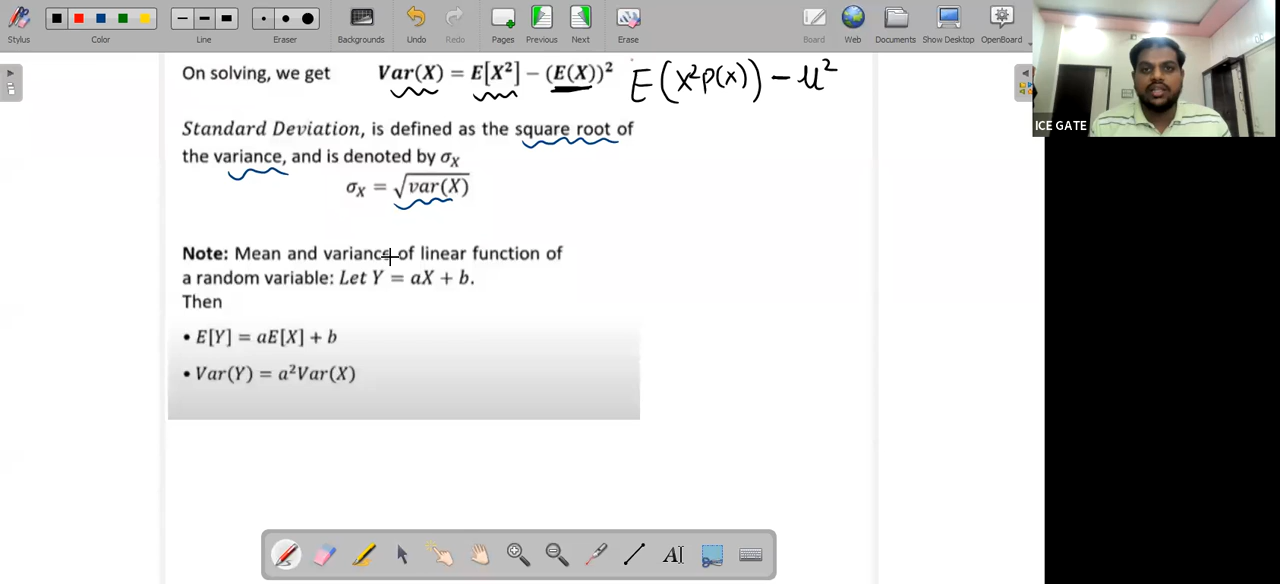 Stylus
Color
Line
Eraser
Backgrounds
Undo
Redo
Pages
Previous
Next
Erase
Board
Web
Documents
Show Desktop
OpenBoard
On solving, we get Var(X) = E[X²] − (E(X))² E(x²p(x)) − μ²
Standard Deviation, is defined as the square root of
the variance, and is denoted by σ_X
σ_X = √var(X)
Note: Mean and variance of linear function of
a random variable: Let Y = aX + b.
Then
• E[Y] = aE[X] + b
• Var(Y) = a²Var(X)
ICE GATE
A